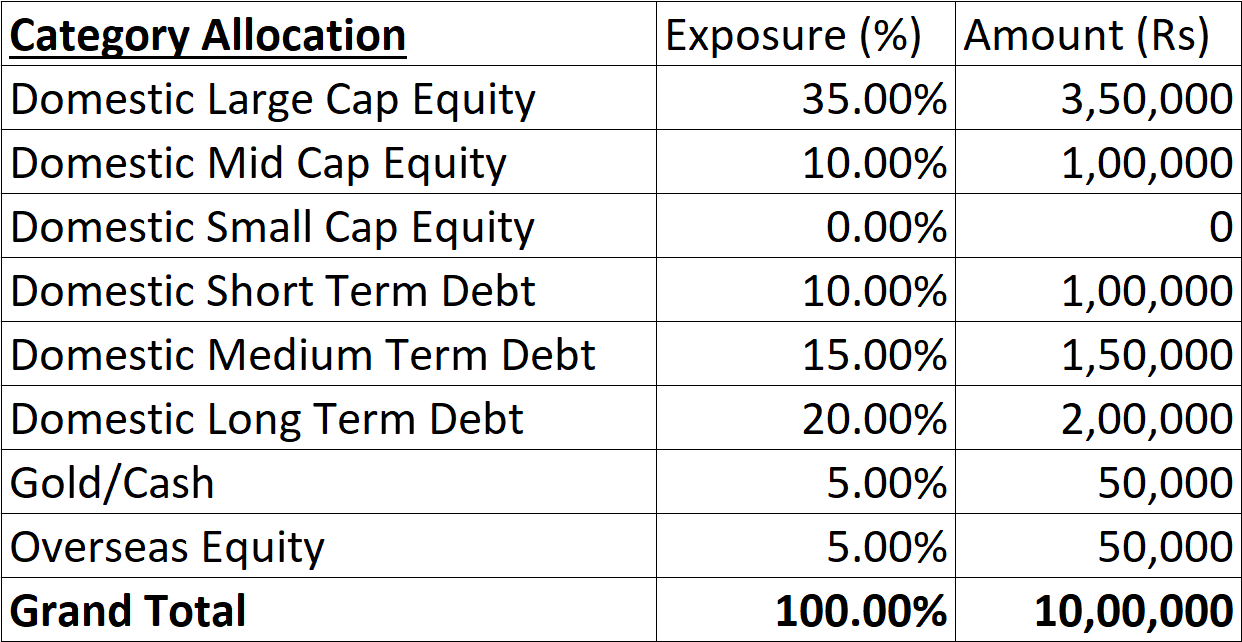 Category Allocation Exposure (%) Amount (Rs)
Domestic Large Cap Equity 35.00% 3,50,000
Domestic Mid Cap Equity 10.00% 1,00,000
Domestic Small Cap Equity 0.00% 0
Domestic Short Term Debt 10.00% 1,00,000
Domestic Medium Term Debt 15.00% 1,50,000
Domestic Long Term Debt 20.00% 2,00,000
Gold/Cash 5.00% 50,000
Overseas Equity 5.00% 50,000
Grand Total 100.00% 10,00,000